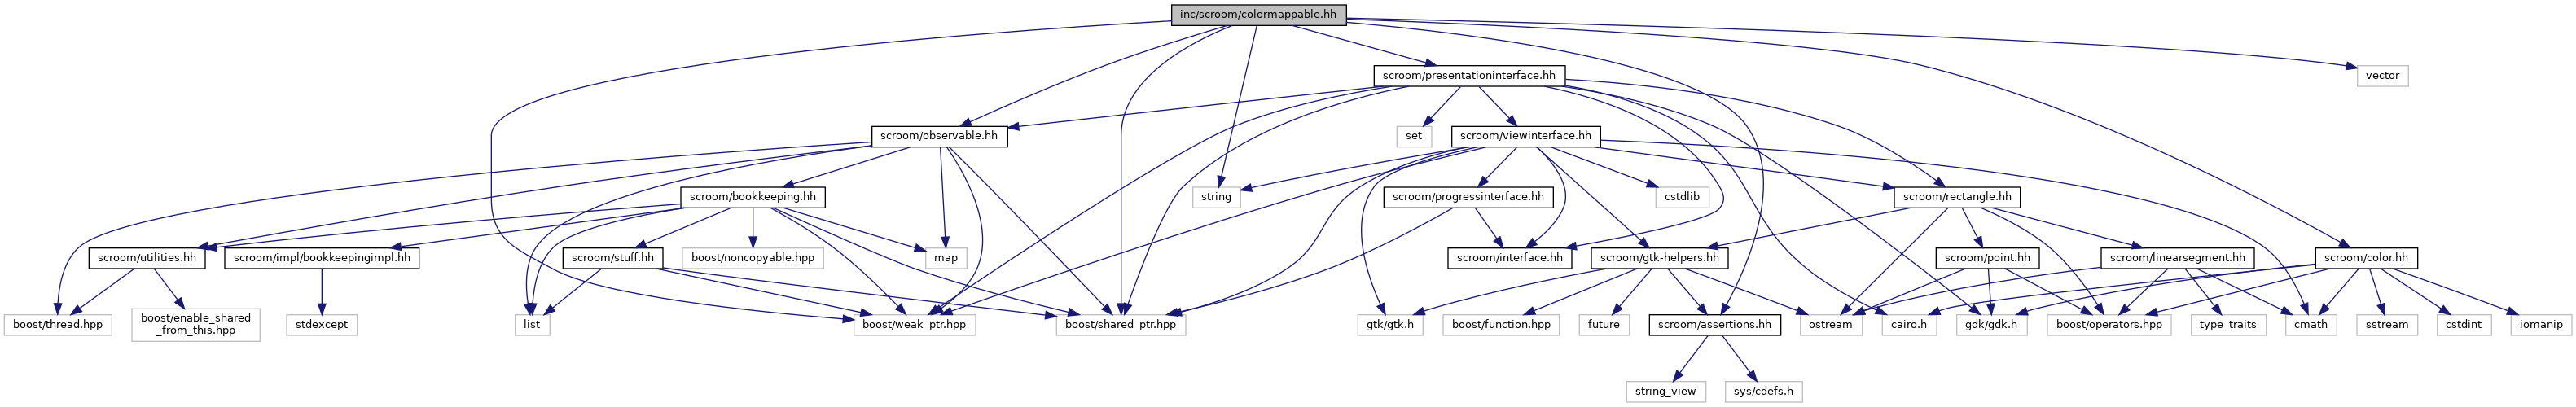 inc/scroom/colormappable.hh
scroom/presentationinterface.hh
vector
scroom/observable.hh
set
scroom/viewinterface.hh
scroom/bookkeeping.hh
string
scroom/progressinterface.hh
cstdlib
scroom/rectangle.hh
scroom/utilities.hh
scroom/impl/bookkeepingimpl.hh
scroom/stuff.hh
boost/noncopyable.hpp
map
scroom/interface.hh
scroom/gtk-helpers.hh
scroom/point.hh
scroom/linearsegment.hh
scroom/color.hh
boost/thread.hpp
boost/enable_shared
_from_this.hpp
stdexcept
list
boost/weak_ptr.hpp
boost/shared_ptr.hpp
gtk/gtk.h
boost/function.hpp
future
scroom/assertions.hh
ostream
cairo.h
gdk/gdk.h
boost/operators.hpp
type_traits
cmath
sstream
cstdint
iomanip
string_view
sys/cdefs.h